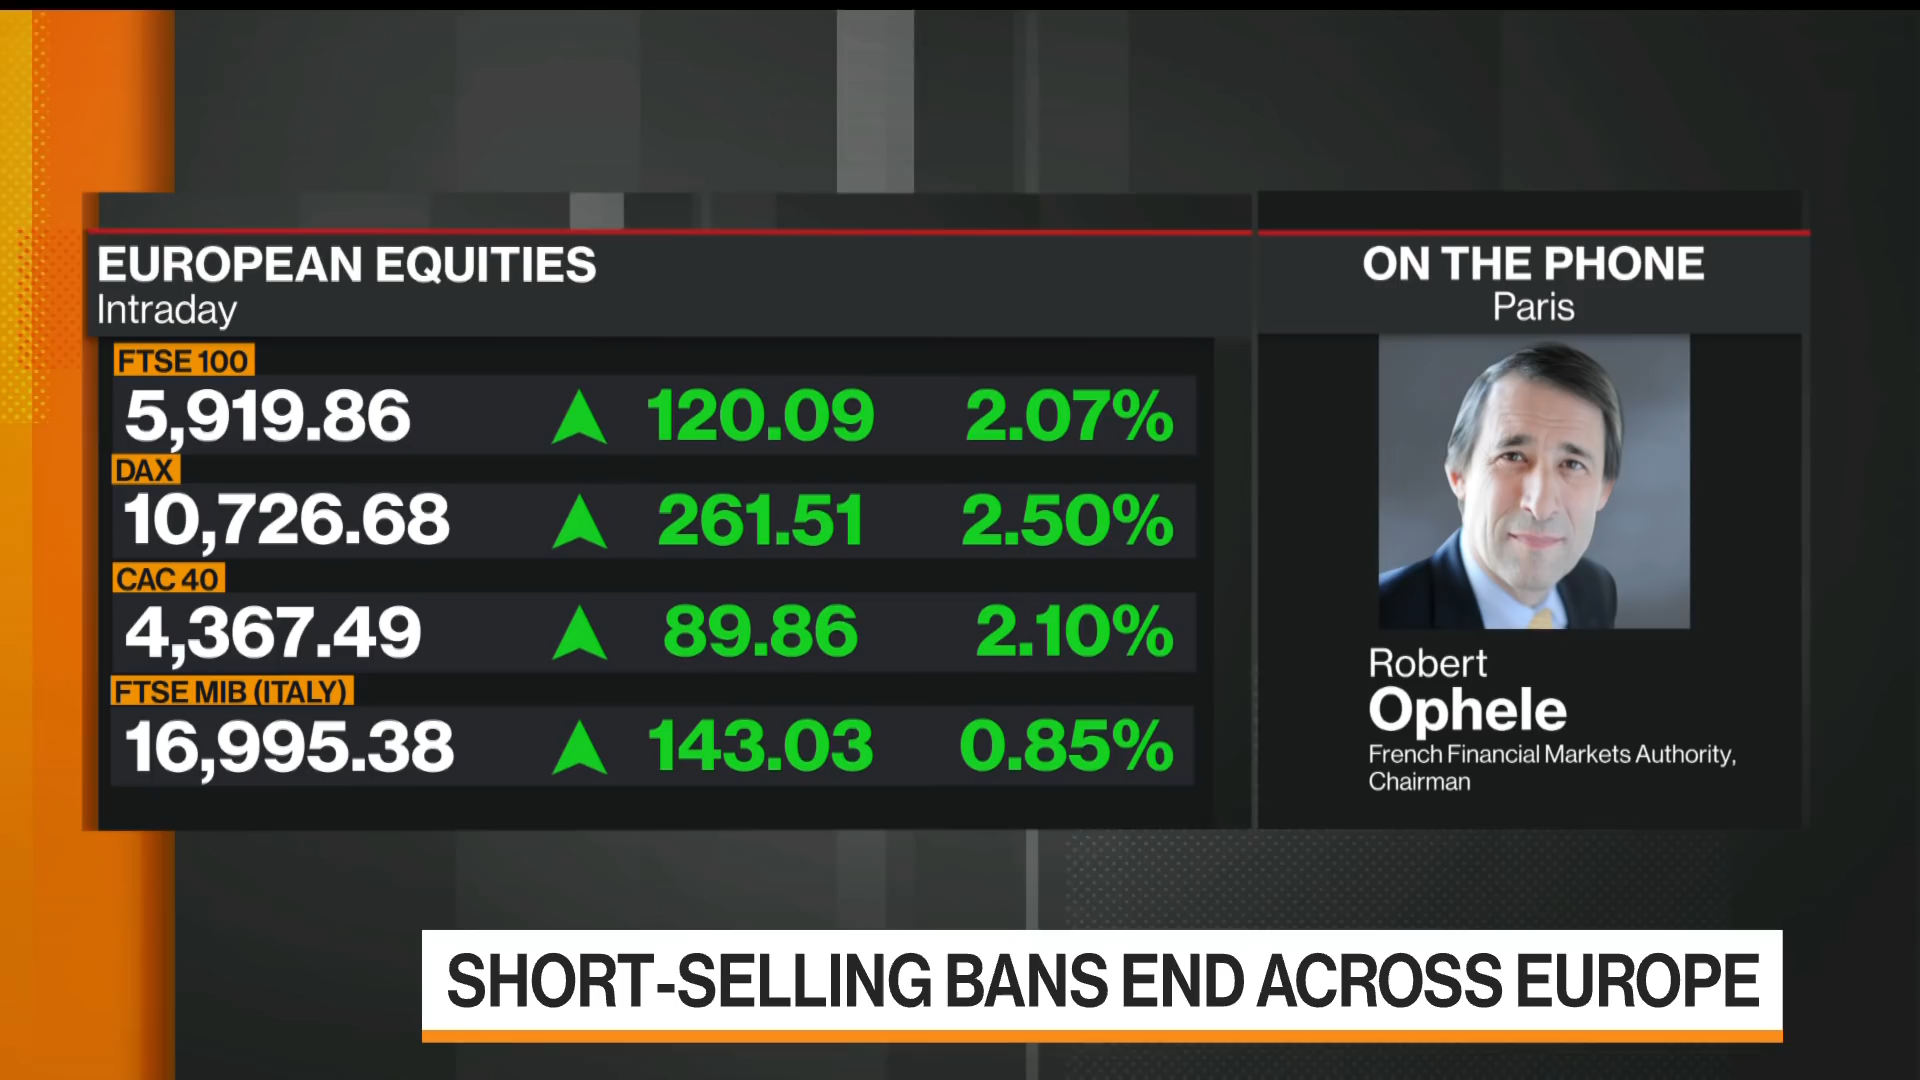 EUROPEAN EQUITIES
Intraday
FTSE 100
5,919.86 ▲ 120.09 2.07%
DAX
10,726.68 ▲ 261.51 2.50%
CAC 40
4,367.49 ▲ 89.86 2.10%
FTSE MIB (ITALY)
16,995.38 ▲ 143.03 0.85%
ON THE PHONE
Paris
Robert
Ophele
French Financial Markets Authority,
Chairman
SHORT-SELLING BANS END ACROSS EUROPE